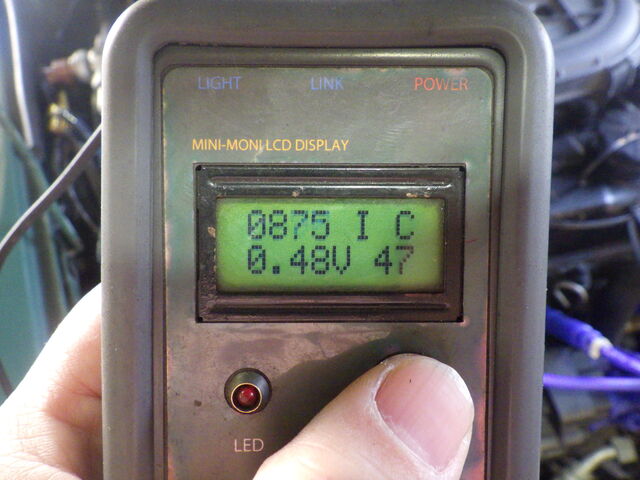 LIGHT LINK POWER
MINI-MONI LCD DISPLAY
0875 I C
0.48V 47
LED